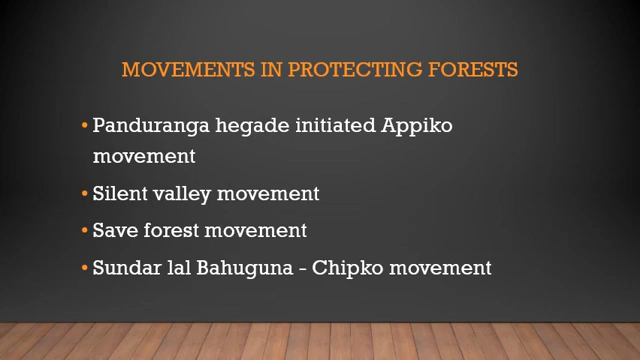 MOVEMENTS IN PROTECTING FORESTS
• Panduranga hegade initiated Appiko
movement
• Silent valley movement
• Save forest movement
• Sundar lal Bahuguna - Chipko movement